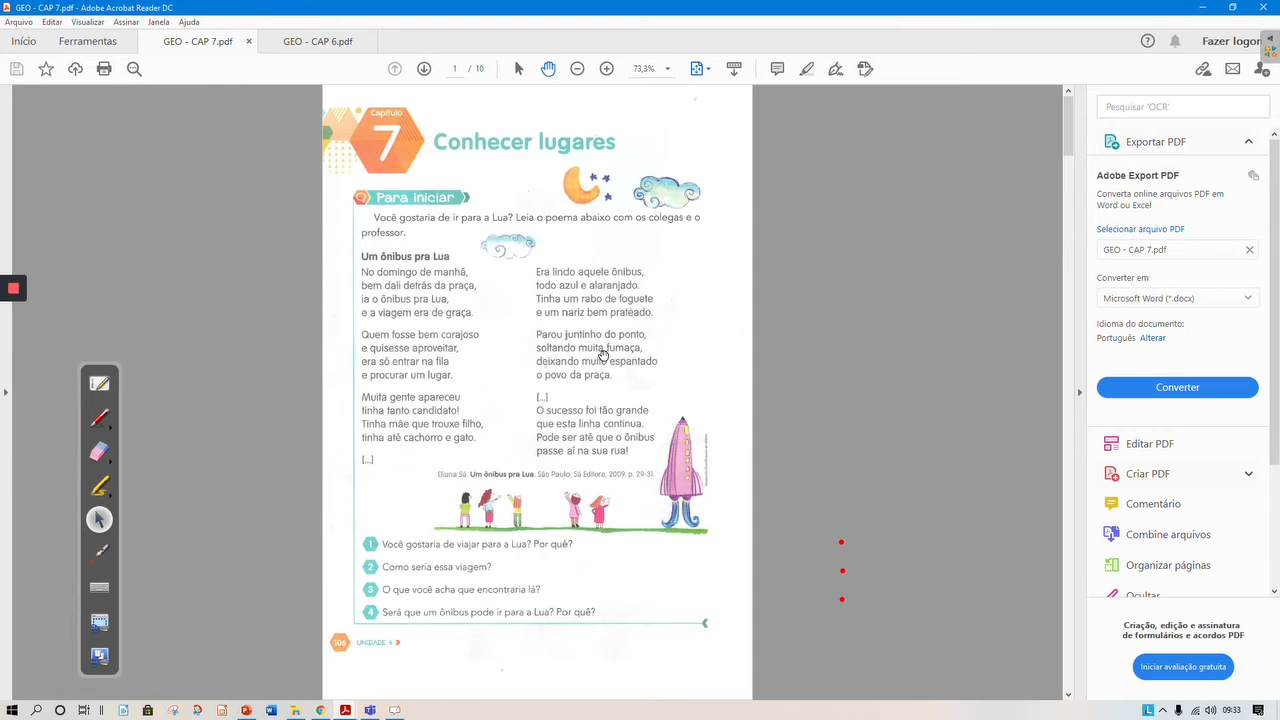 GEO - CAP 7.pdf - Adobe Acrobat Reader DC
Arquivo Editar Visualizar Assinar Janela Ajuda
Início Ferramentas GEO - CAP 7.pdf × GEO - CAP 6.pdf Fazer logon
1 / 10 73,3%
Capítulo
7
Conhecer lugares
Para iniciar
Você gostaria de ir para a Lua? Leia o poema abaixo com os colegas e o
professor.
Um ônibus pra Lua
No domingo de manhã,
bem dali detrás da praça,
ia o ônibus pra Lua,
e a viagem era de graça.
Quem fosse bem corajoso
e quisesse aproveitar,
era só entrar na fila
e procurar um lugar.
Muita gente apareceu
tinha tanto candidato!
Tinha mãe que trouxe filho,
tinha até cachorro e gato.
[...]
Era lindo aquele ônibus,
todo azul e alaranjado.
Tinha um rabo de foguete
e um nariz bem prateado.
Parou juntinho do ponto,
soltando muita fumaça,
deixando muito espantado
o povo da praça.
[...]
O sucesso foi tão grande
que esta linha continua.
Pode ser até que o ônibus
passe aí na sua rua!
Eliana Sá. Um ônibus pra Lua. São Paulo: Sá Editora, 2009. p. 29-31.
1 Você gostaria de viajar para a Lua? Por quê?
2 Como seria essa viagem?
3 O que você acha que encontraria lá?
4 Será que um ônibus pode ir para a Lua? Por quê?
106 UNIDADE 4
Pesquisar 'OCR'
Exportar PDF
Adobe Export PDF
Converta online arquivos PDF em
Word ou Excel
Selecionar arquivo PDF
GEO - CAP 7.pdf
Converter em
Microsoft Word (*.docx)
Idioma do documento:
Português Alterar
Converter
Editar PDF
Criar PDF
Comentário
Combine arquivos
Organizar páginas
Ocultar
Criação, edição e assinatura
de formulários e acordos PDF
Iniciar avaliação gratuita
09:33